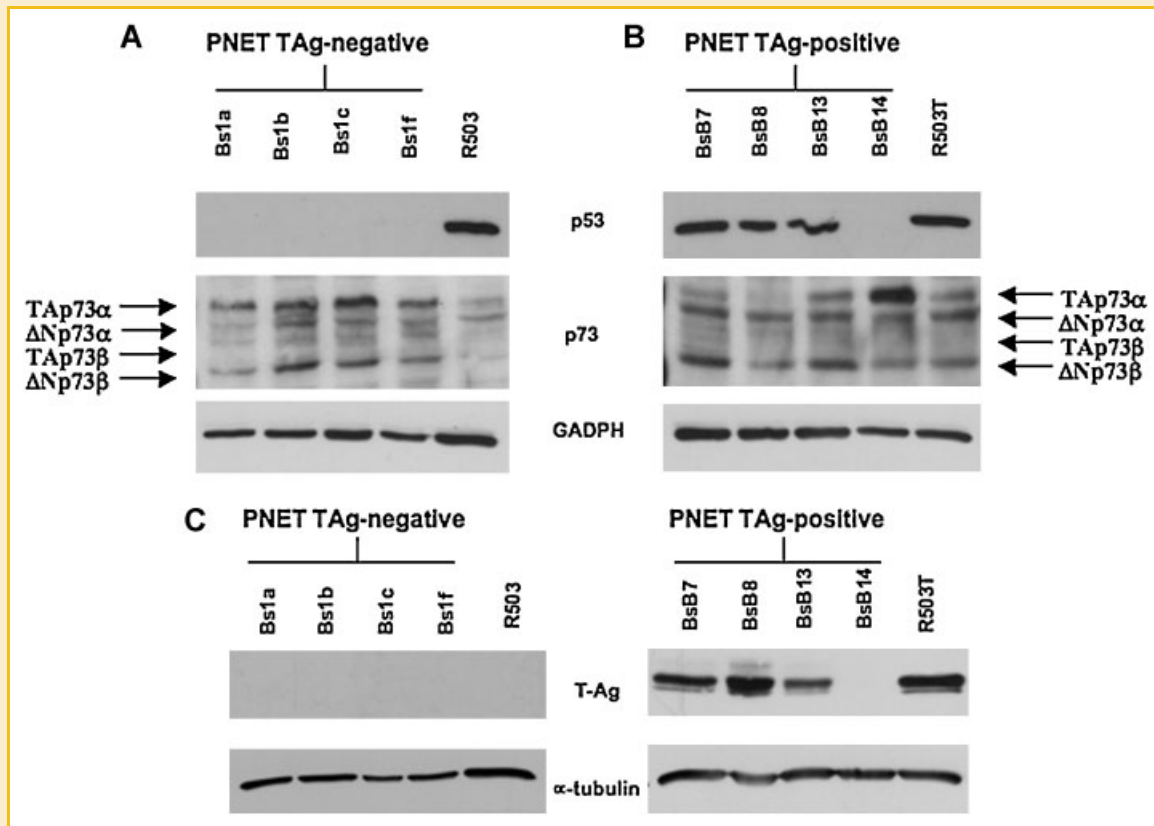 A
PNET TAg-negative
Bs1a
Bs1b
Bs1c
Bs1f
R503
B
PNET TAg-positive
BsB7
BsB8
BsB13
BsB14
R503T
p53
TAp73α
ΔNp73α
TAp73β
ΔNp73β
p73
TAp73α
ΔNp73α
TAp73β
ΔNp73β
GADPH
C
PNET TAg-negative
Bs1a
Bs1b
Bs1c
Bs1f
R503
PNET TAg-positive
BsB7
BsB8
BsB13
BsB14
R503T
T-Ag
α-tubulin